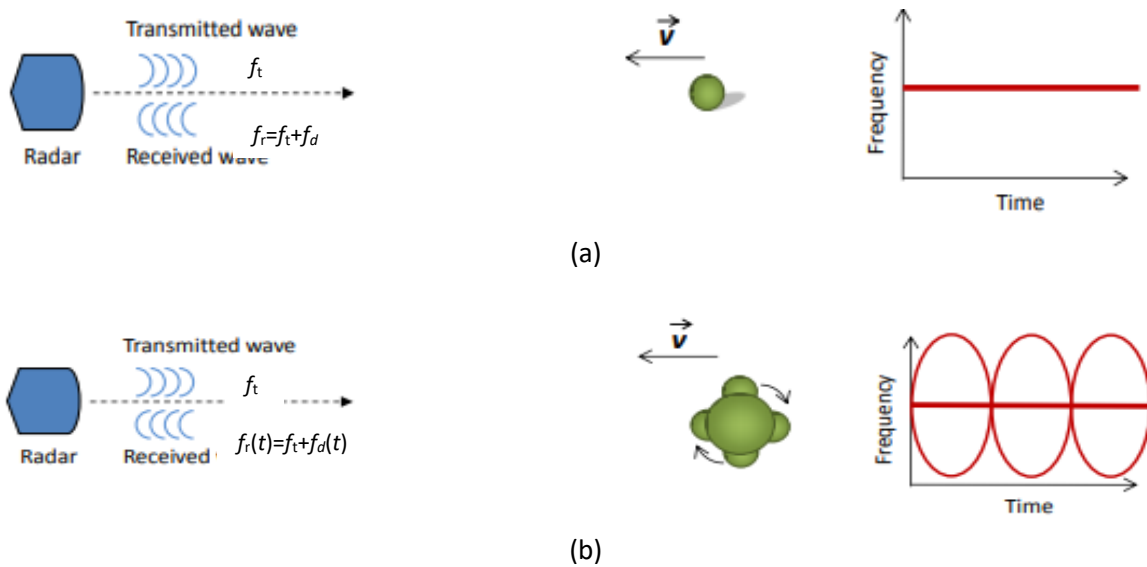 Transmitted wave
f_t
v
f_r=f_t+f_d
Radar
Received wave
Frequency
Time
(a)
Transmitted wave
f_t
v
f_r(t)=f_t+f_d(t)
Radar
Received
Frequency
Time
(b)